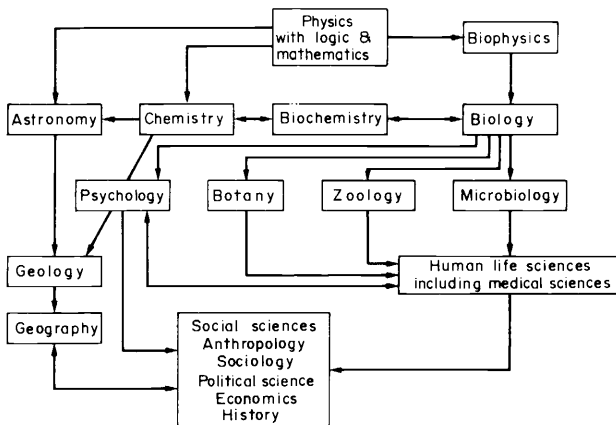 Physics
with logic &
mathematics
Biophysics
Astronomy
Chemistry
Biochemistry
Biology
Psychology
Botany
Zoology
Microbiology
Geology
Human life sciences
including medical sciences
Geography
Social sciences
Anthropology
Sociology
Political science
Economics
History